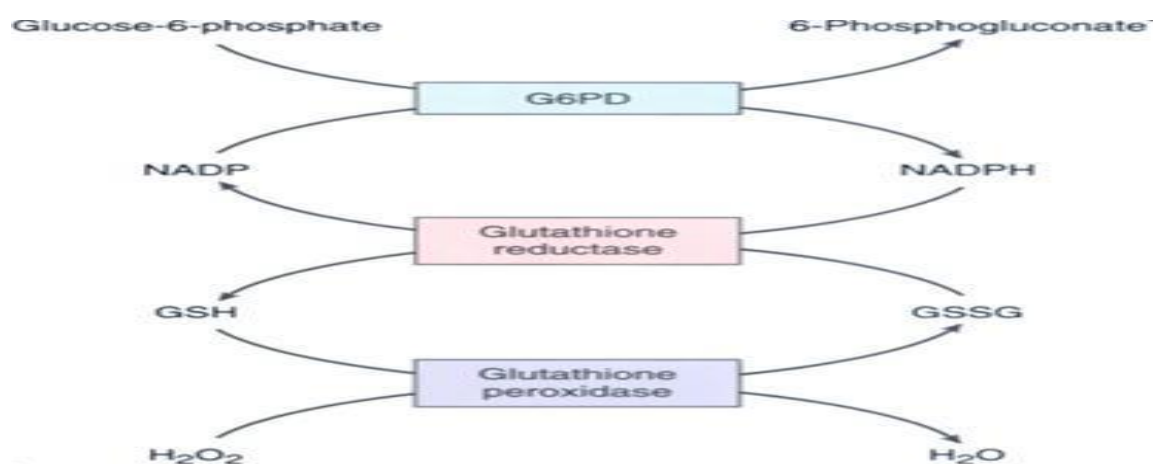 Glucose-6-phosphate 6-Phosphogluconate
G6PD
NADP NADPH
Glutathione
reductase
GSH GSSG
Glutathione
peroxidase
H₂O₂ H₂O